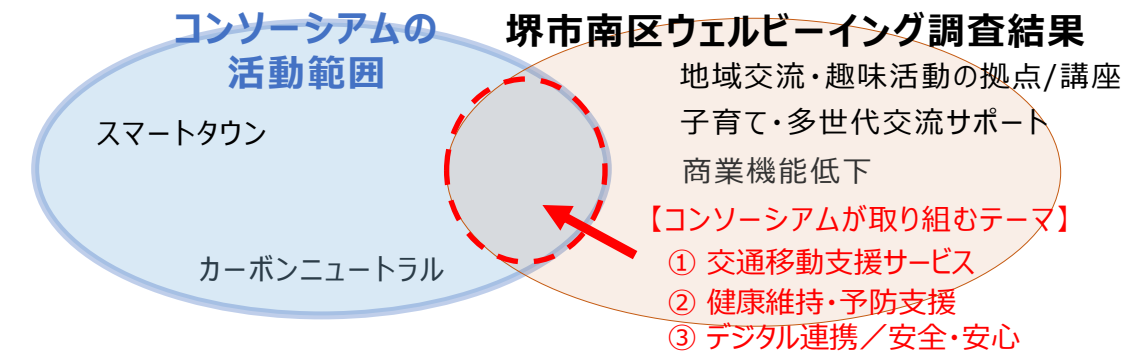 コンソーシアムの
活動範囲
スマートタウン
カーボンニュートラル
堺市南区ウェルビーイング調査結果
地域交流・趣味活動の拠点/講座
子育て・多世代交流サポート
商業機能低下
【コンソーシアムが取り組むテーマ】
① 交通移動支援サービス
② 健康維持・予防支援
③ デジタル連携／安全・安心